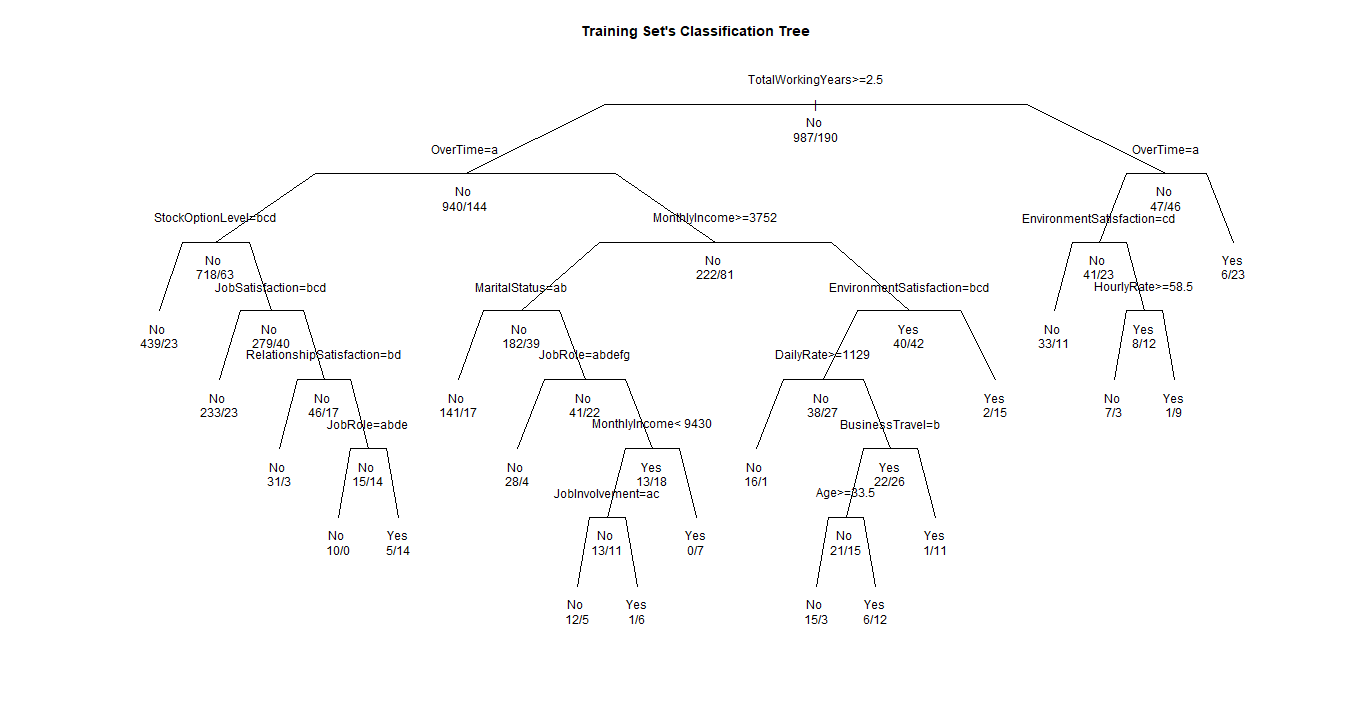 Training Set's Classification Tree
TotalWorkingYears>=2.5
No
987/190
OverTime=a
OverTime=a
No
940/144
No
47/46
StockOptionLevel=bcd
MonthlyIncome>=3752
EnvironmentSatisfaction=cd
No
718/63
No
222/81
No
41/23
Yes
6/23
JobSatisfaction=bcd
MaritalStatus=ab
EnvironmentSatisfaction=bcd
HourlyRate>=58.5
No
439/23
No
279/40
No
182/39
Yes
40/42
No
33/11
Yes
8/12
RelationshipSatisfaction=bd
JobRole=abdefg
DailyRate>=1129
No
233/23
No
46/17
No
141/17
No
41/22
No
38/27
Yes
2/15
No
7/3
Yes
1/9
JobRole=abde
MonthlyIncome< 9430
BusinessTravel=b
No
31/3
No
15/14
No
28/4
Yes
13/18
No
16/1
Yes
22/26
JobInvolvement=ac
Age>=33.5
No
10/0
Yes
5/14
No
13/11
Yes
0/7
No
21/15
Yes
1/11
No
12/5
Yes
1/6
No
15/3
Yes
6/12